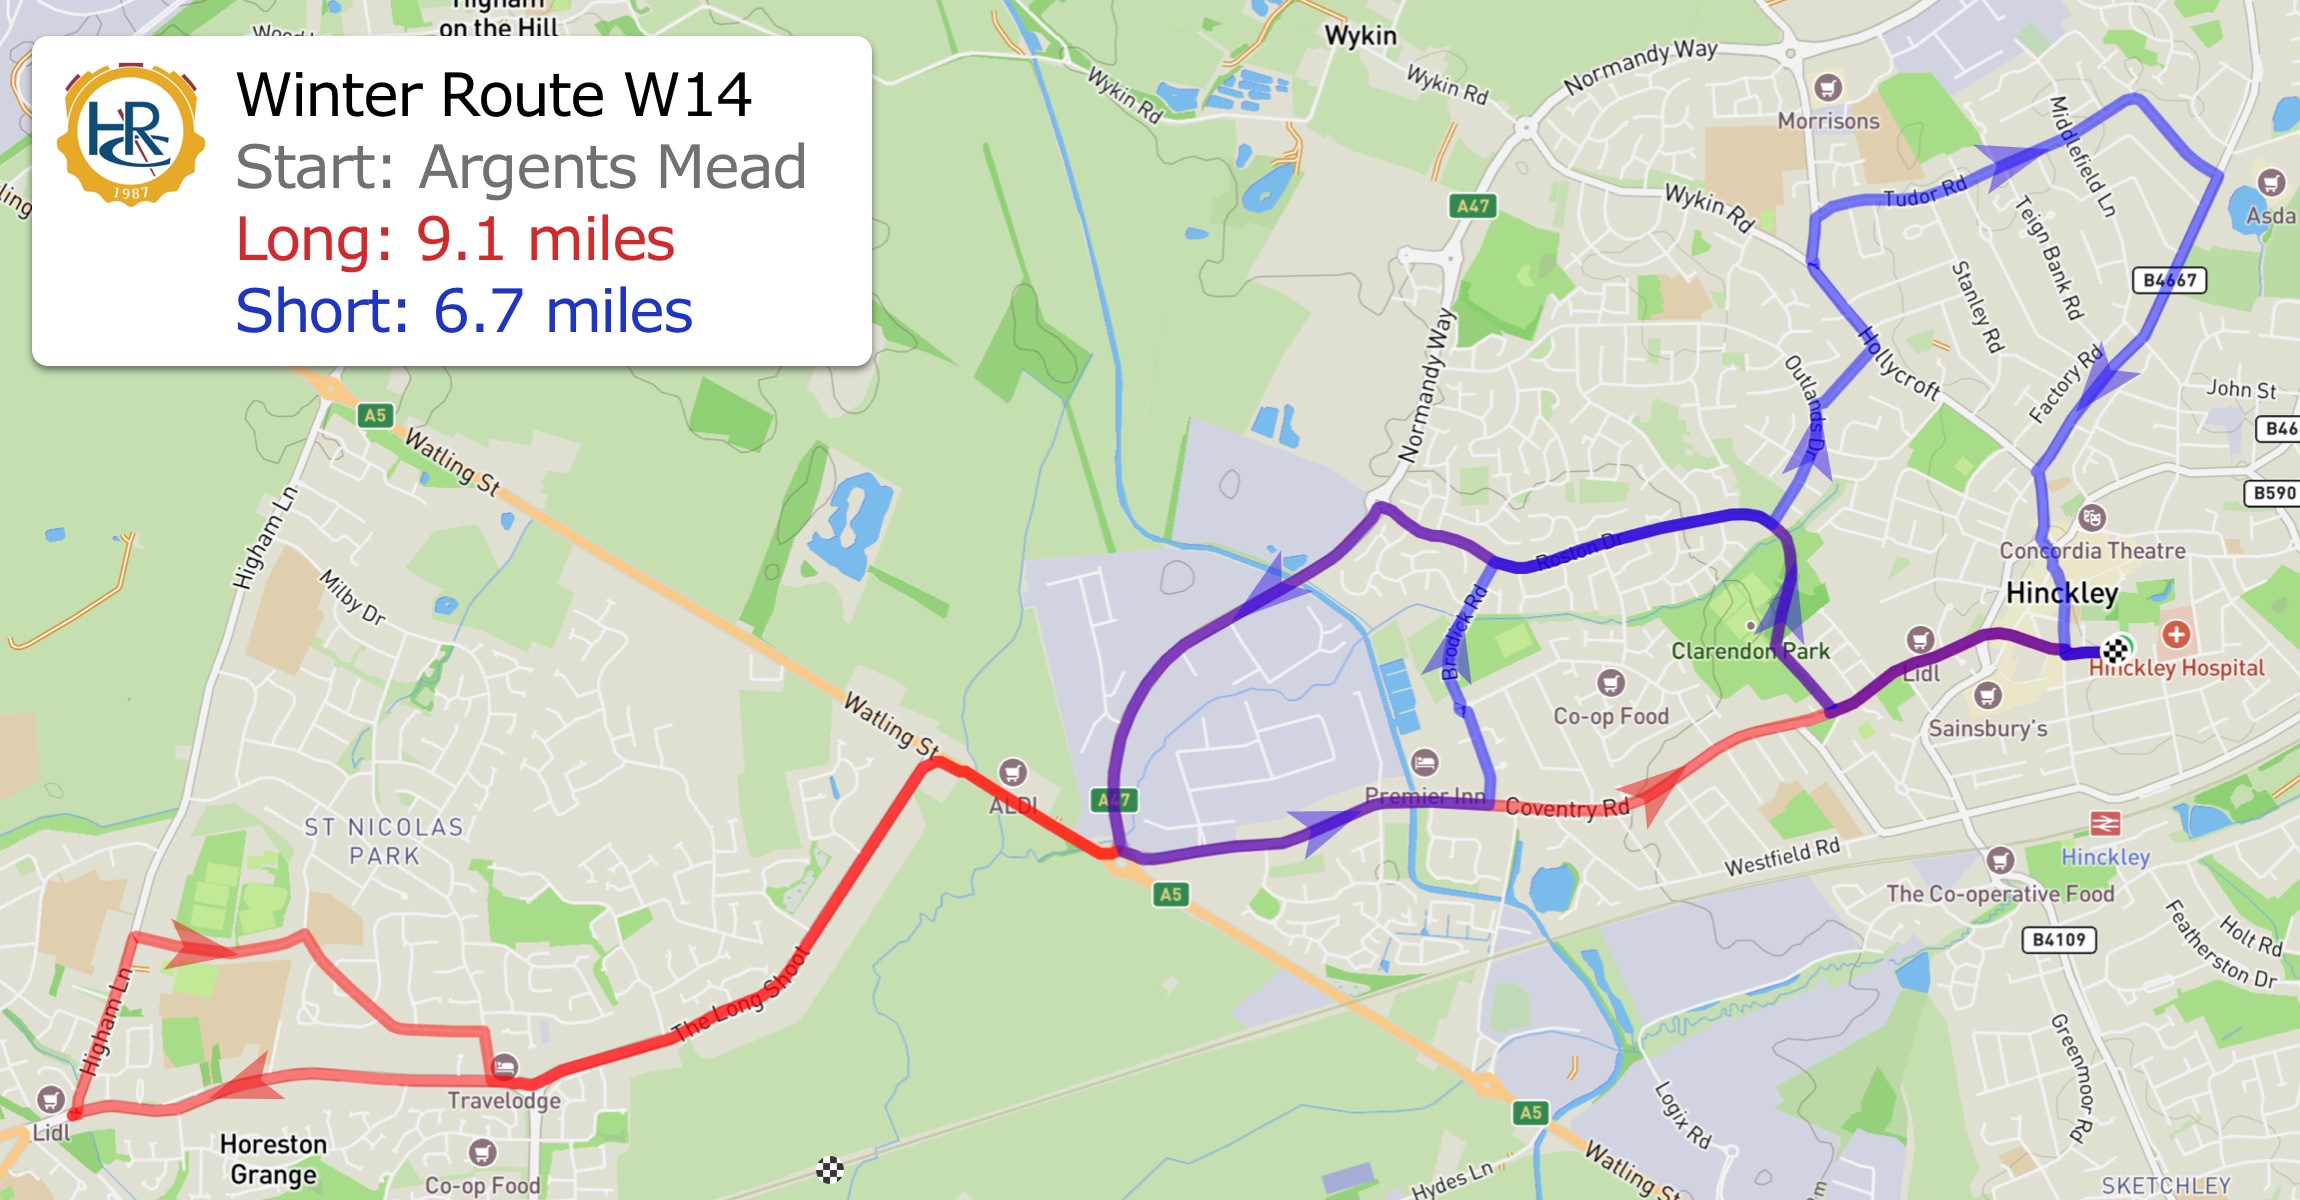 Higham
on the Hill
HRC
1987
Winter Route W14
Start: Argents Mead
Long: 9.1 miles
Short: 6.7 miles
Wykin
Wykin Rd
Wykin Rd
Normandy Way
Morrisons
Middlefield Ln
A47
Wykin Rd
Tudor Rd
Teign Bank Rd
Asda
Stanley Rd
B4667
Normandy Way
Hollycroft
Outlands Dr
Factory Rd
John St
A5
Watling St
B46
B590
Higham Ln
Milby Dr
Roston Dr
Concordia Theatre
Hinckley
Brodick Rd
Clarendon Park
Lidl
Hinckley Hospital
Co-op Food
Sainsbury's
Watling St
ALDI
A47
Premier Inn
Coventry Rd
ST NICOLAS
PARK
Westfield Rd
Hinckley
The Co-operative Food
A5
B4109
Holt Rd
Featherston Dr
Higham Ln
The Long Shoot
Travelodge
Lidl
Horeston
Grange
Co-op Food
A5
Logix Rd
Greenmoor Rd
Watling St
Hydes Ln
SKETCHLEY